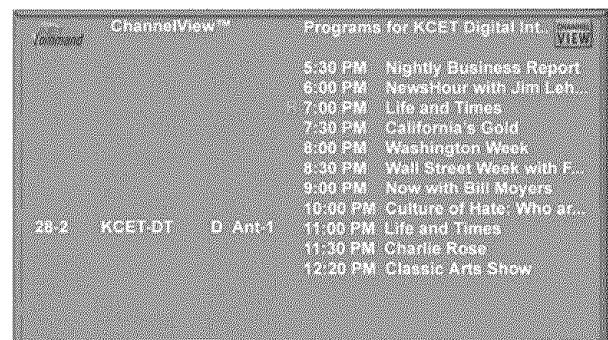 Command
ChannelView™
Programs for KCET Digital Int..
CHANNEL
VIEW
5:30 PM Nightly Business Report
6:00 PM NewsHour with Jim Leh...
7:00 PM Life and Times
7:30 PM California's Gold
8:00 PM Washington Week
8:30 PM Wall Street Week with F...
9:00 PM Now with Bill Moyers
10:00 PM Culture of Hate: Who ar...
28-2 KCET-DT D Ant-1 11:00 PM Life and Times
11:30 PM Charlie Rose
12:20 PM Classic Arts Show